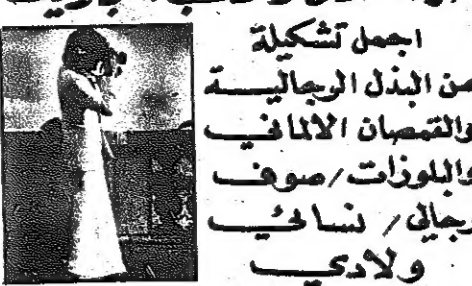 اجمل تشكيلة
من البذل الرجالية
والقمصان الالماني
والبلوزات / صوف
رجالي / نسائي
ولادي